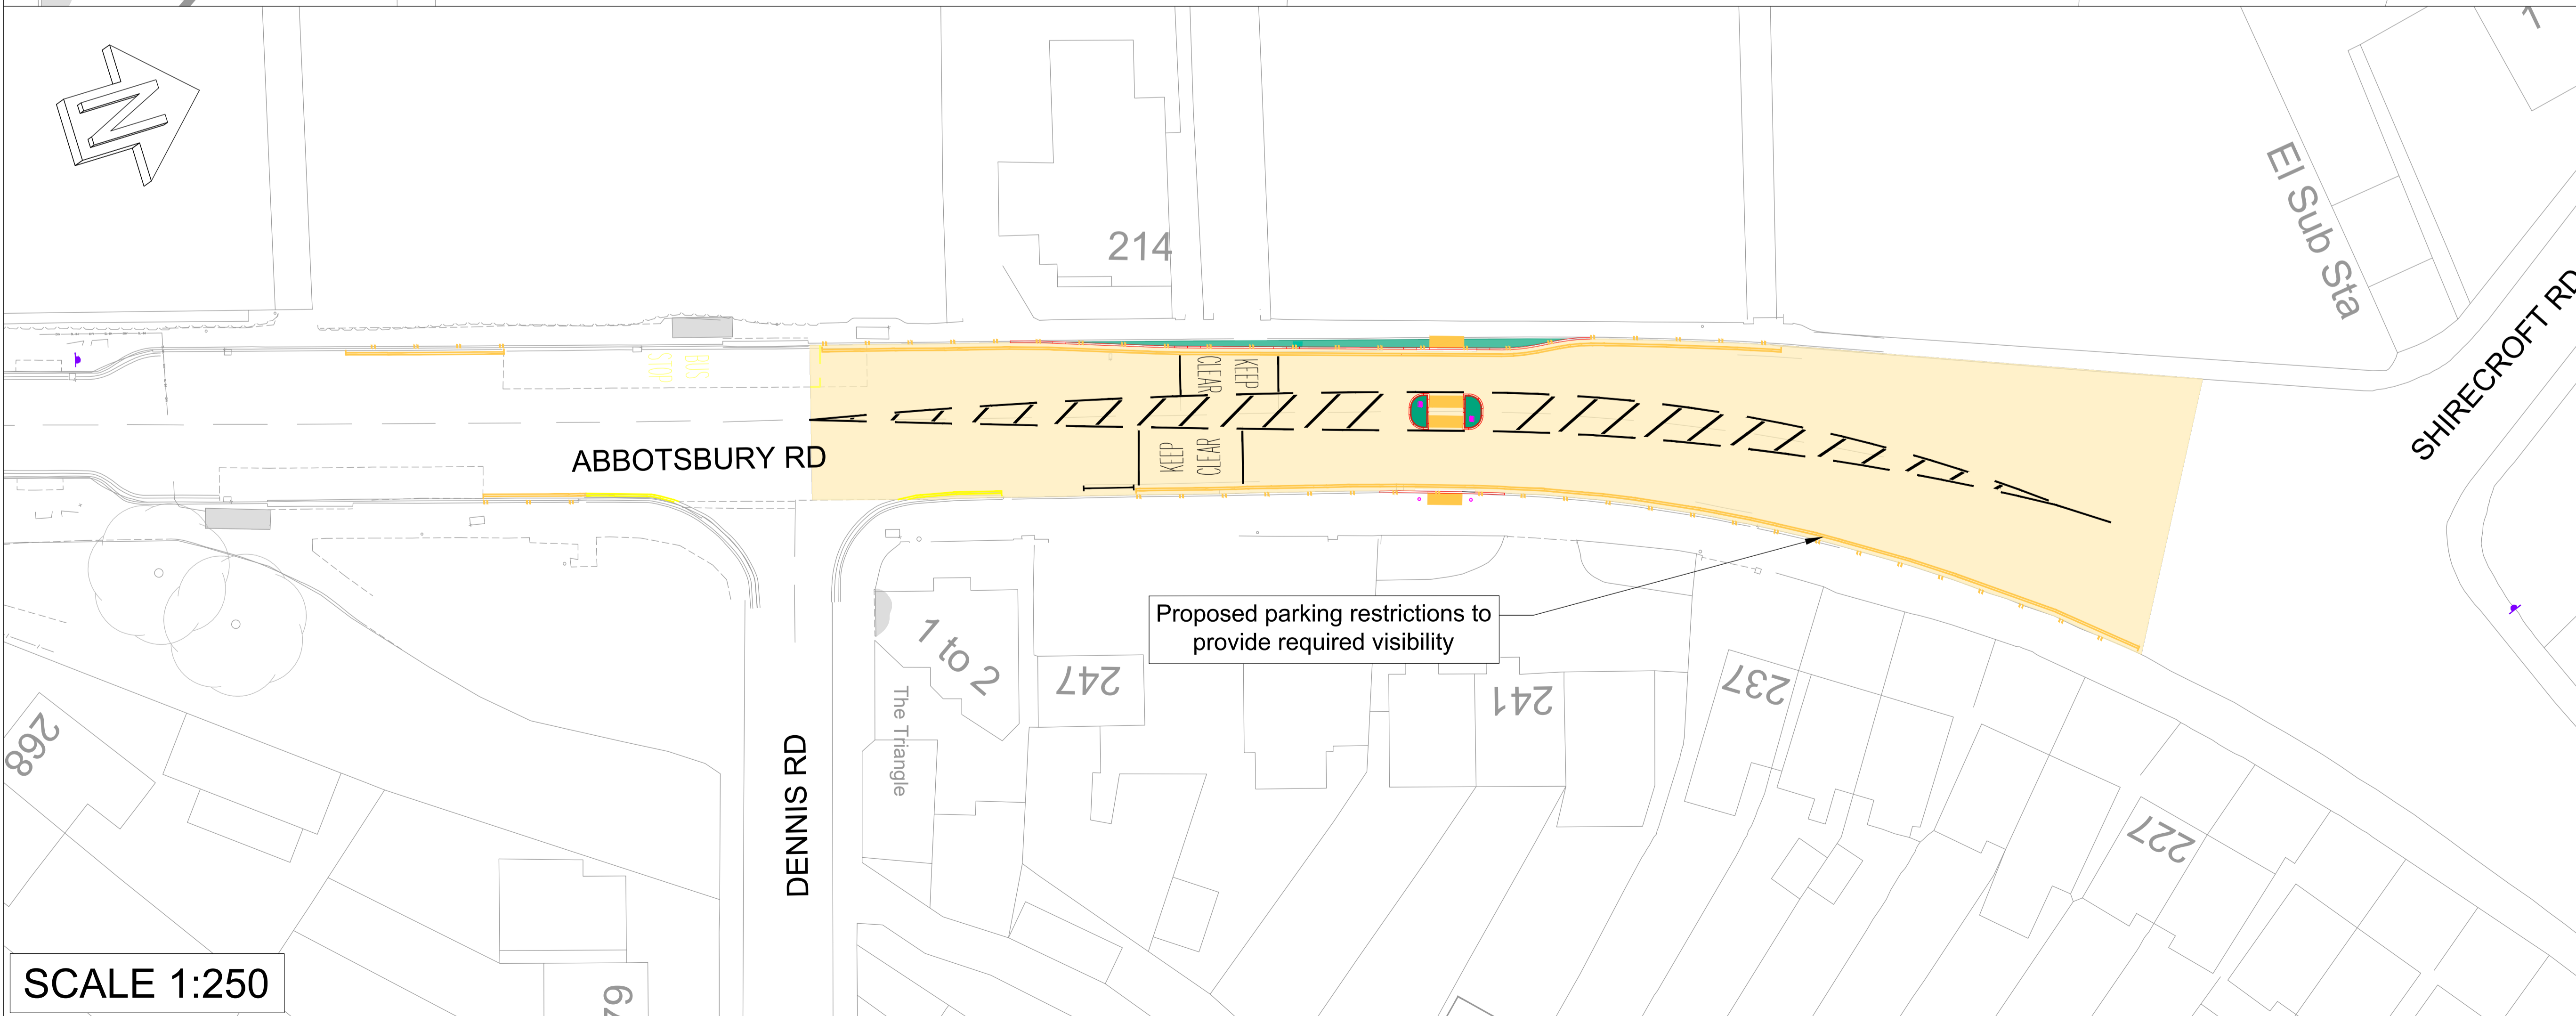 N
1
El Sub Sta
214
SHIRECROFT RD
BUS
STOP
KEEP
CLEAR
ABBOTSBURY RD
KEEP
CLEAR
Proposed parking restrictions to
provide required visibility
1 to 2
247
241
237
The Triangle
268
DENNIS RD
227
SCALE 1:250